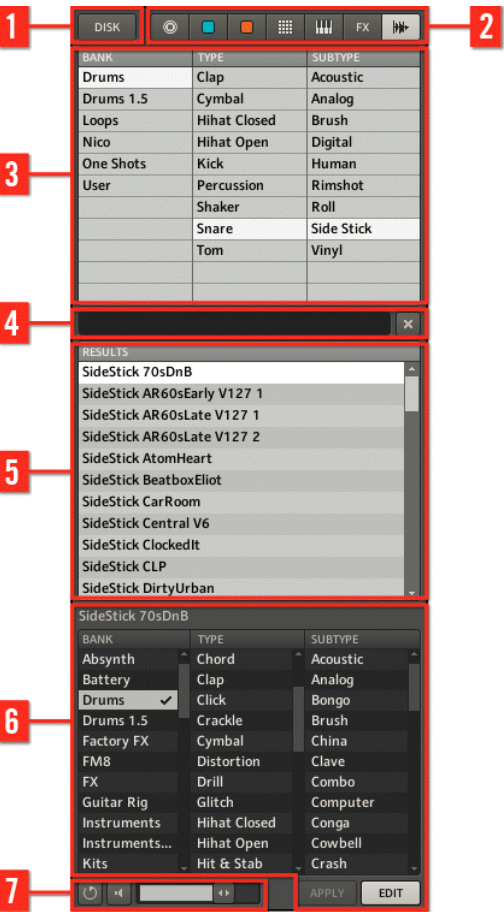 1
DISK
FX
2
BANK TYPE SUBTYPE
Drums Clap Acoustic
Drums 1.5 Cymbal Analog
Loops Hihat Closed Brush
Nico Hihat Open Digital
One Shots Kick Human
User Percussion Rimshot
Shaker Roll
Snare Side Stick
Tom Vinyl
3
4
RESULTS
SideStick 70sDnB
SideStick AR60sEarly V127 1
SideStick AR60sLate V127 1
SideStick AR60sLate V127 2
SideStick AtomHeart
SideStick BeatboxEliot
SideStick CarRoom
SideStick Central V6
SideStick ClockedIt
SideStick CLP
SideStick DirtyUrban
5
SideStick 70sDnB
BANK TYPE SUBTYPE
Absynth Chord Acoustic
Battery Clap Analog
Drums Click Bongo
Drums 1.5 Crackle Brush
Factory FX Cymbal China
FM8 Distortion Clave
FX Drill Combo
Guitar Rig Glitch Computer
Instruments Hihat Closed Conga
Instruments... Hihat Open Cowbell
Kits Hit & Stab Crash
6
7
APPLY EDIT